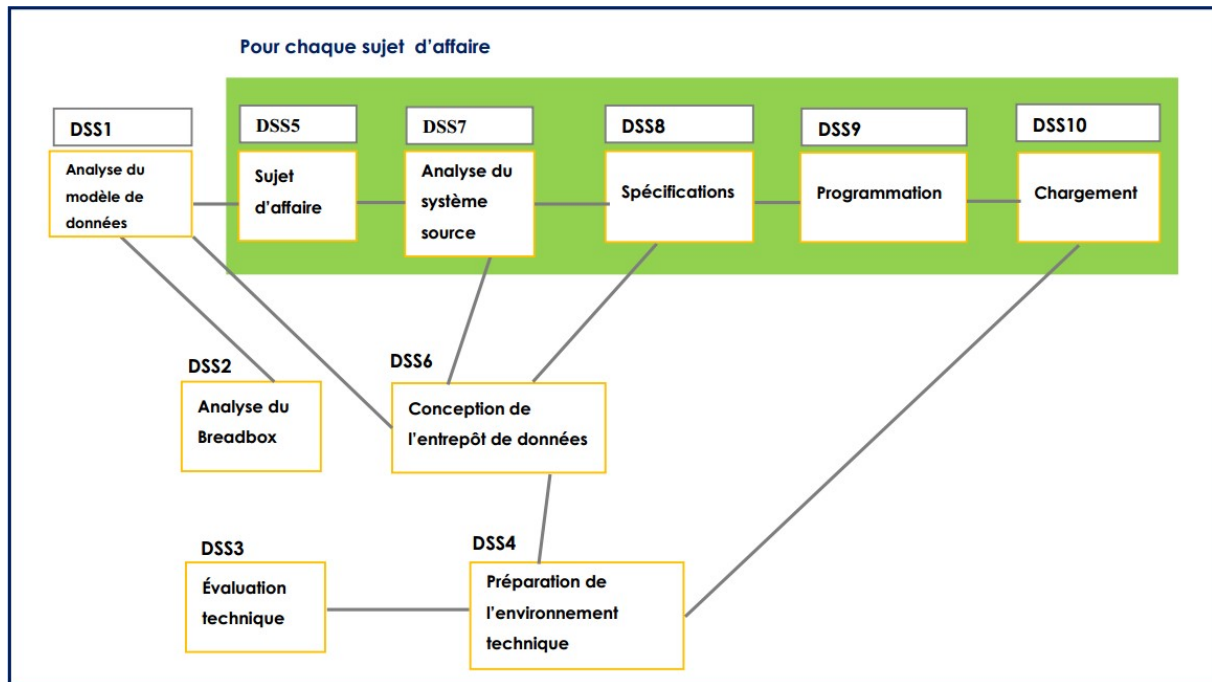 Pour chaque sujet d'affaire
DSS1
Analyse du
modèle de
données
DSS5
Sujet
d'affaire
DSS7
Analyse du
système
source
DSS8
Spécifications
DSS9
Programmation
DSS10
Chargement
DSS2
Analyse du
Breadbox
DSS6
Conception de
l'entrepôt de données
DSS3
Évaluation
technique
DSS4
Préparation de
l'environnement
technique